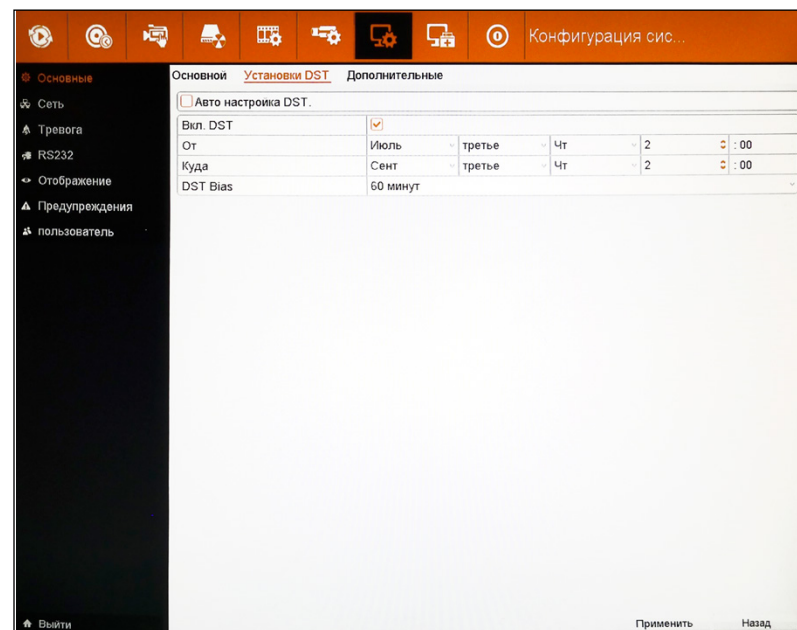 Конфигурация сис...
Основные
Сеть
Тревога
RS232
Отображение
Предупреждения
пользователь
Выйти
Основной Установки DST Дополнительные
Авто настройка DST.
Вкл. DST
От Июль третье Чт 2 : 00
Куда Сент третье Чт 2 : 00
DST Bias 60 минут
Применить Назад